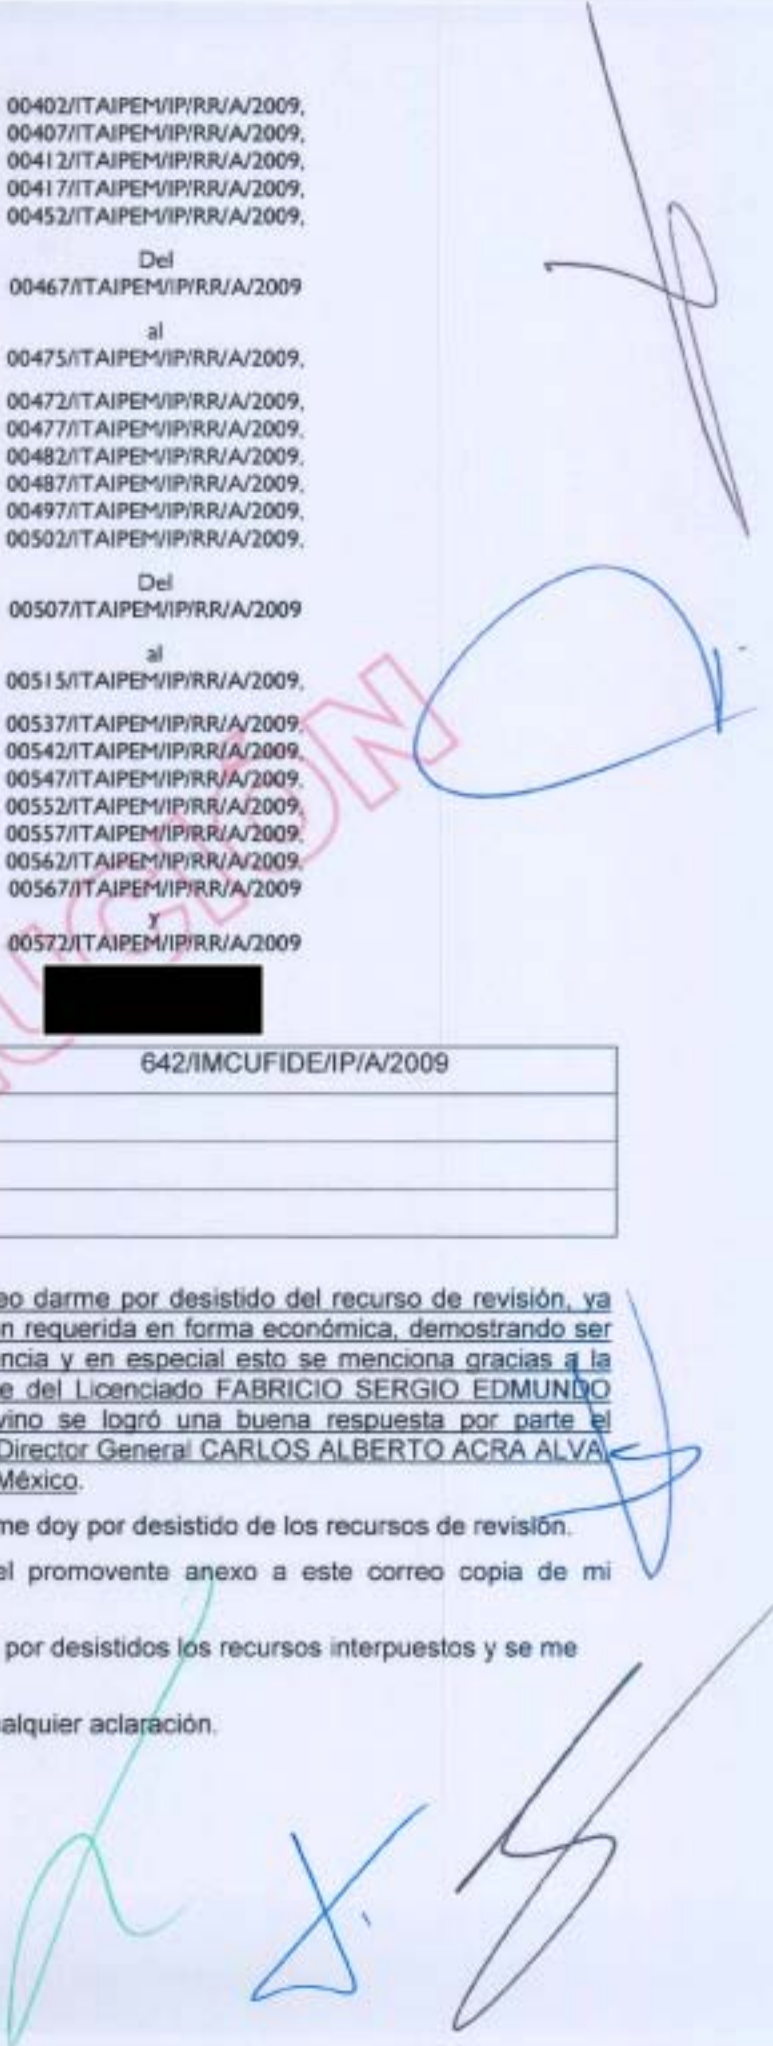 00402/ITAIPEM/IP/RR/A/2009,
00407/ITAIPEM/IP/RR/A/2009,
00412/ITAIPEM/IP/RR/A/2009,
00417/ITAIPEM/IP/RR/A/2009,
00452/ITAIPEM/IP/RR/A/2009,
Del
00467/ITAIPEM/IP/RR/A/2009
al
00475/ITAIPEM/IP/RR/A/2009,
00472/ITAIPEM/IP/RR/A/2009,
00477/ITAIPEM/IP/RR/A/2009,
00482/ITAIPEM/IP/RR/A/2009,
00487/ITAIPEM/IP/RR/A/2009,
00497/ITAIPEM/IP/RR/A/2009,
00502/ITAIPEM/IP/RR/A/2009,
Del
00507/ITAIPEM/IP/RR/A/2009
al
00515/ITAIPEM/IP/RR/A/2009,
00537/ITAIPEM/IP/RR/A/2009,
00542/ITAIPEM/IP/RR/A/2009,
00547/ITAIPEM/IP/RR/A/2009,
00552/ITAIPEM/IP/RR/A/2009,
00557/ITAIPEM/IP/RR/A/2009,
00562/ITAIPEM/IP/RR/A/2009,
00567/ITAIPEM/IP/RR/A/2009
y
00572/ITAIPEM/IP/RR/A/2009
UCIÓN
642/IMCUFIDE/IP/A/2009
eo darme por desistido del recurso de revisión, ya
n requerida en forma económica, demostrando ser
encia y en especial esto se menciona gracias a la
e del Licenciado FABRICIO SERGIO EDMUNDO
vino se logró una buena respuesta por parte el
Director General CARLOS ALBERTO ACRA ALVA,
México.
me doy por desistido de los recursos de revisión.
el promovente anexo a este correo copia de mi
por desistidos los recursos interpuestos y se me
alquier aclaración.